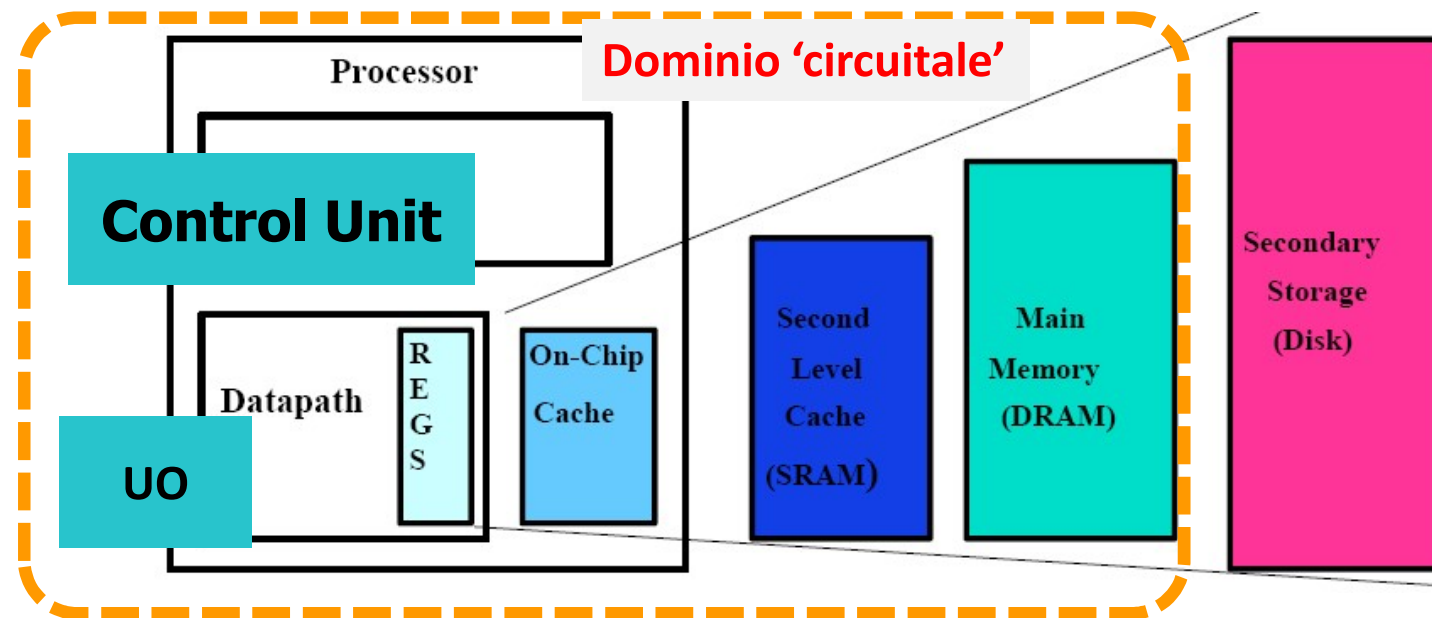 Dominio ‘circuitale’
Processor
Control Unit
Datapath
R
E
G
S
UO
On-Chip
Cache
Second
Level
Cache
(SRAM)
Main
Memory
(DRAM)
Secondary
Storage
(Disk)